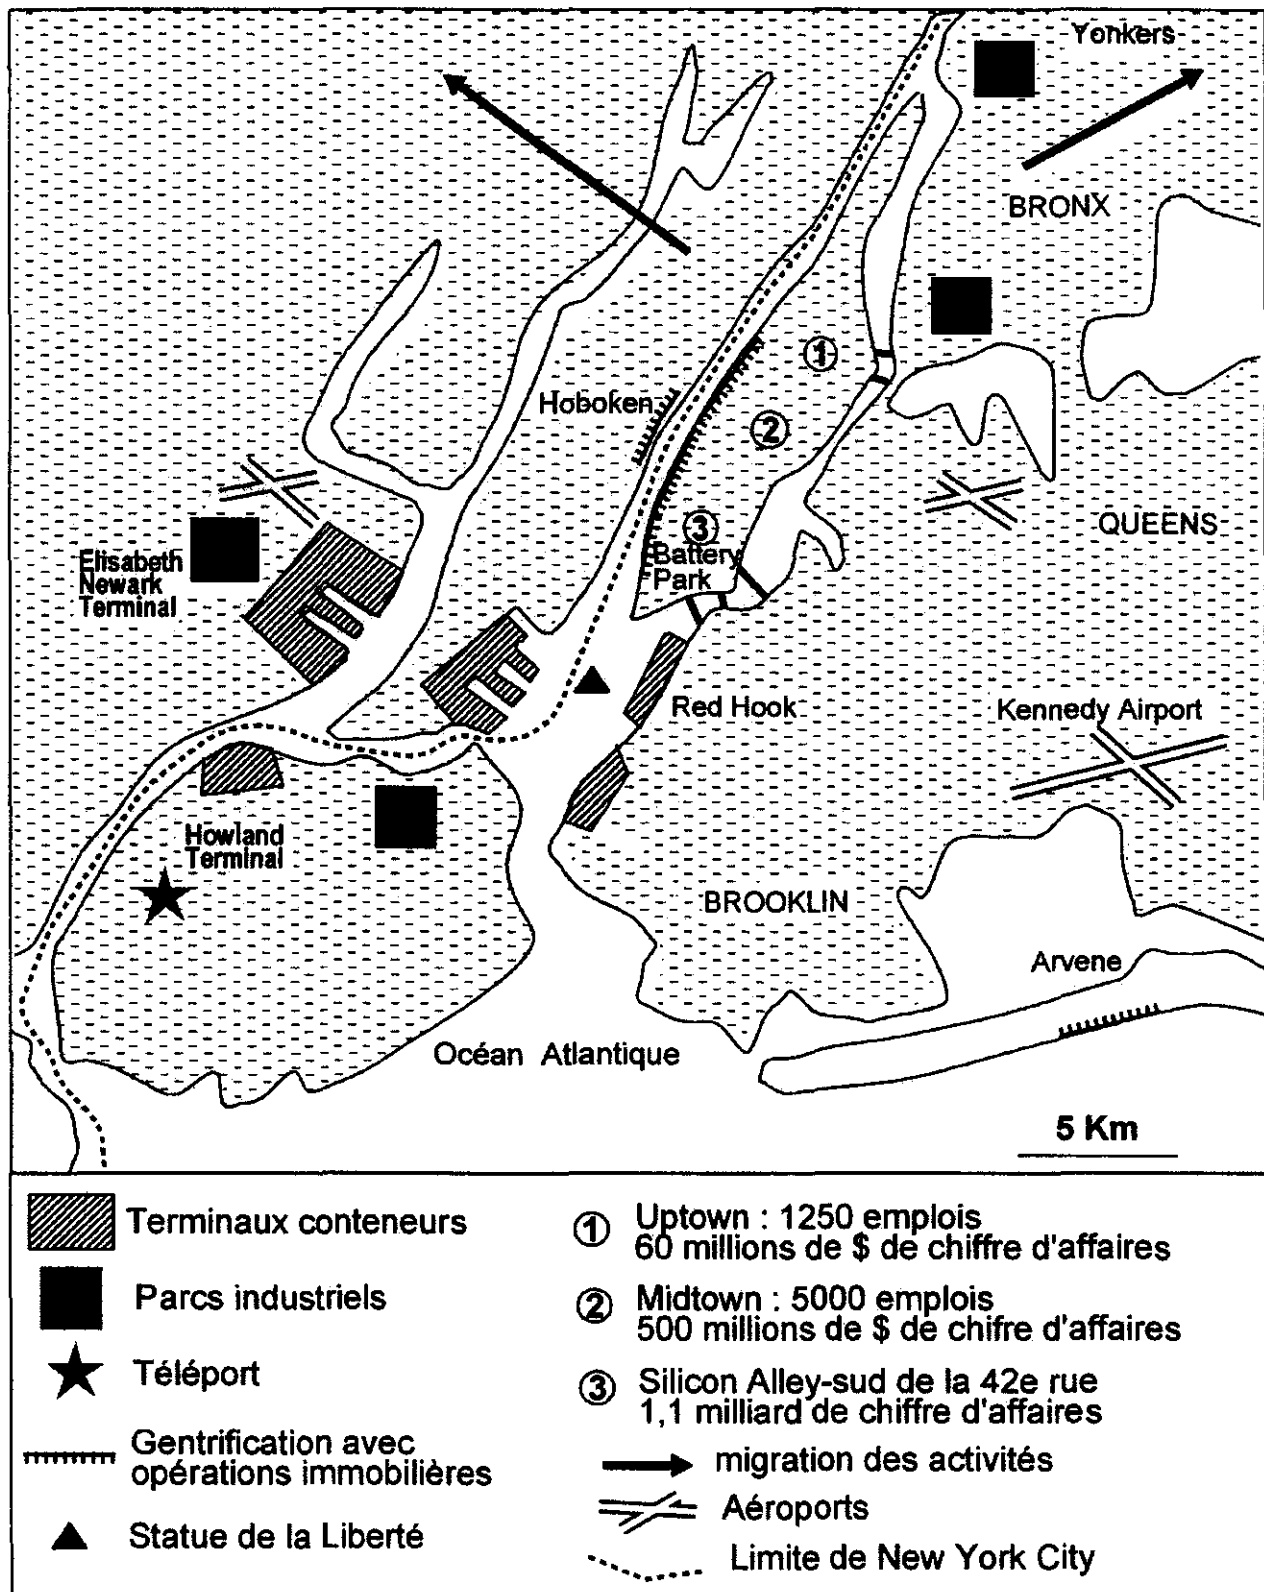 Yonkers
BRONX
①
Hoboken
②
③
QUEENS
Battery
Park
Elisabeth
Newark
Terminal
Red Hook
Kennedy Airport
Howland
Terminal
BROOKLIN
Arvene
Océan Atlantique
5 Km
Terminaux conteneurs
Parcs industriels
Téléport
Gentrification avec
opérations immobilières
Statue de la Liberté
① Uptown : 1250 emplois
60 millions de $ de chiffre d'affaires
② Midtown : 5000 emplois
500 millions de $ de chifre d'affaires
③ Silicon Alley-sud de la 42e rue
1,1 milliard de chiffre d'affaires
migration des activités
Aéroports
Limite de New York City